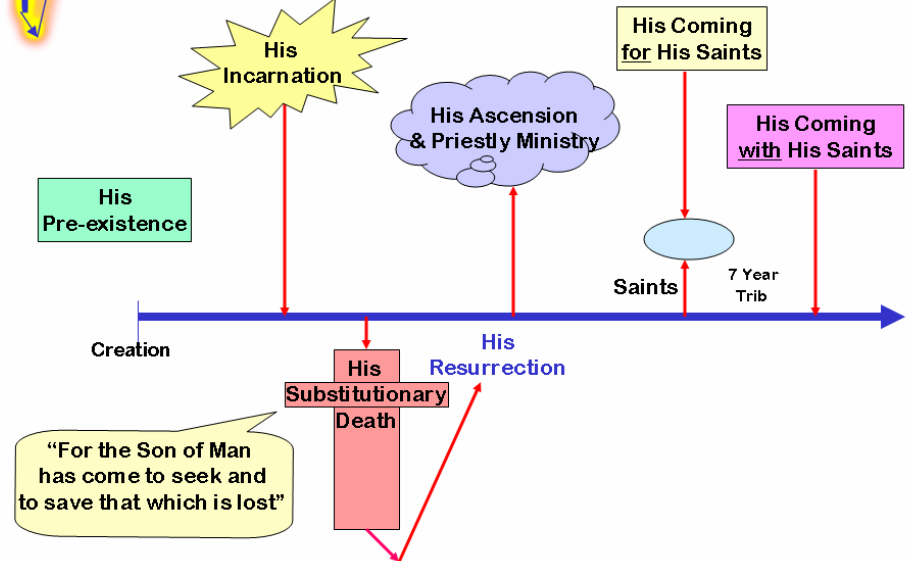 His
Incarnation
His Coming
for His Saints
His Ascension
& Priestly Ministry
His Coming
with His Saints
His
Pre-existence
Saints
7 Year
Trib
Creation
His
Resurrection
His
Substitutionary
Death
“For the Son of Man
has come to seek and
to save that which is lost”